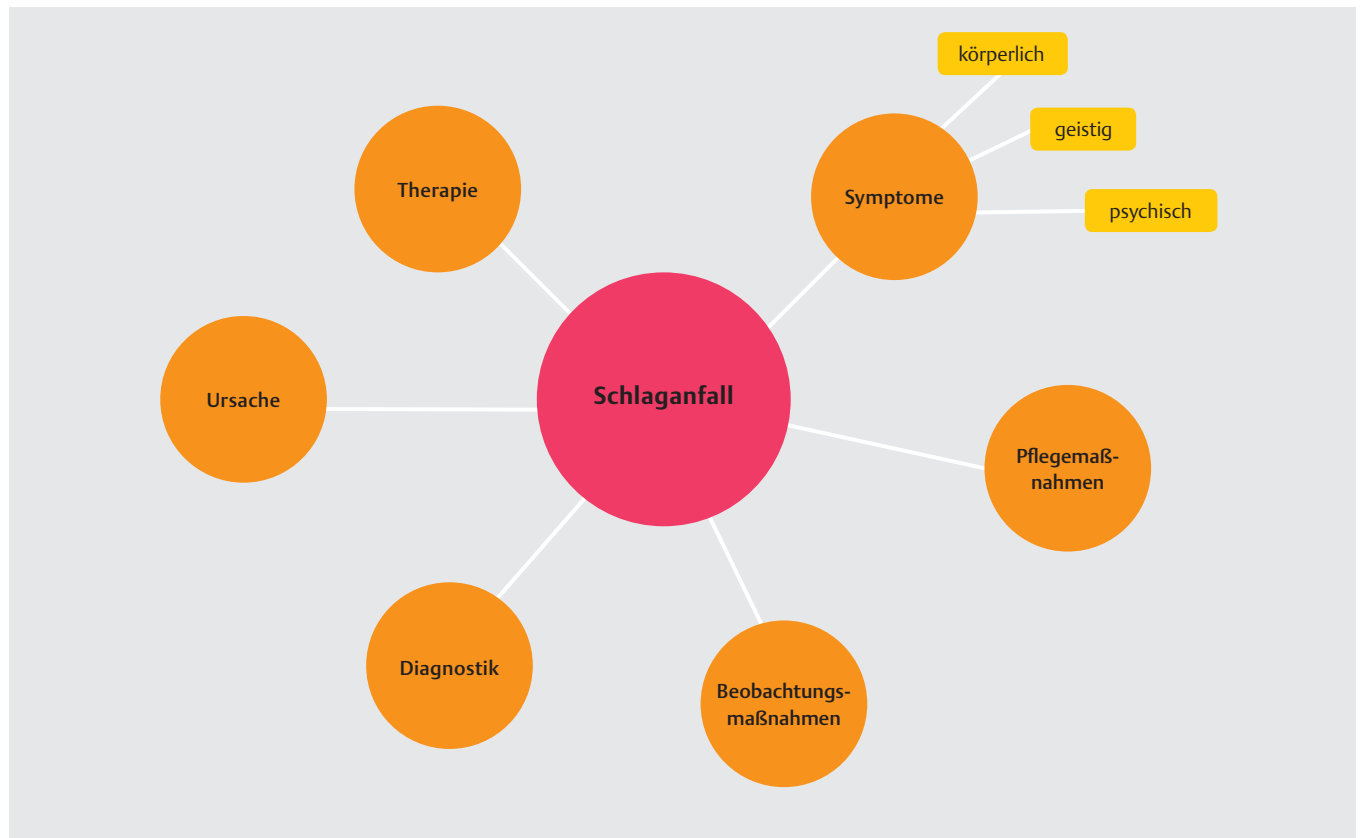 körperlich
geistig
psychisch
Symptome
Therapie
Schlaganfall
Ursache
Pflegemaß-
nahmen
Diagnostik
Beobachtungs-
maßnahmen